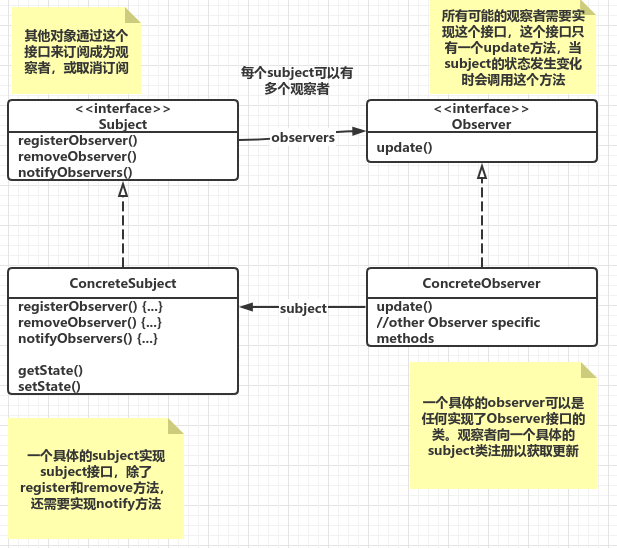 其他对象通过这个
接口来订阅成为观
察者，或取消订阅
所有可能的观察者需要实
现这个接口，这个接口只
有一个update方法，当
subject的状态发生变化
时会调用这个方法
每个subject可以有
多个观察者
<<interface>>
Subject
registerObserver()
removeObserver()
notifyObservers()
observers
<<interface>>
Observer
update()
ConcreteSubject
registerObserver() {...}
removeObserver() {...}
notifyObservers() {...}
getState()
setState()
subject
ConcreteObserver
update()
//other Observer specific
methods
一个具体的subject实现
subject接口，除了
register和remove方法，
还需要实现notify方法
一个具体的observer可以是
任何实现了Observer接口的
类。观察者向一个具体的
subject类注册以获取更新